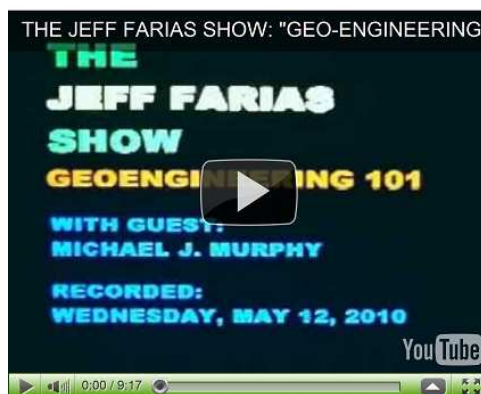 THE JEFF FARIAS SHOW: "GEO-ENGINEERING
THE
JEFF FARIAS
SHOW
GEOENGINEERING 101
WITH GUEST:
MICHAEL J. MURPHY
RECORDED:
WEDNESDAY, MAY 12, 2010
YouTube
0:00 / 9:17